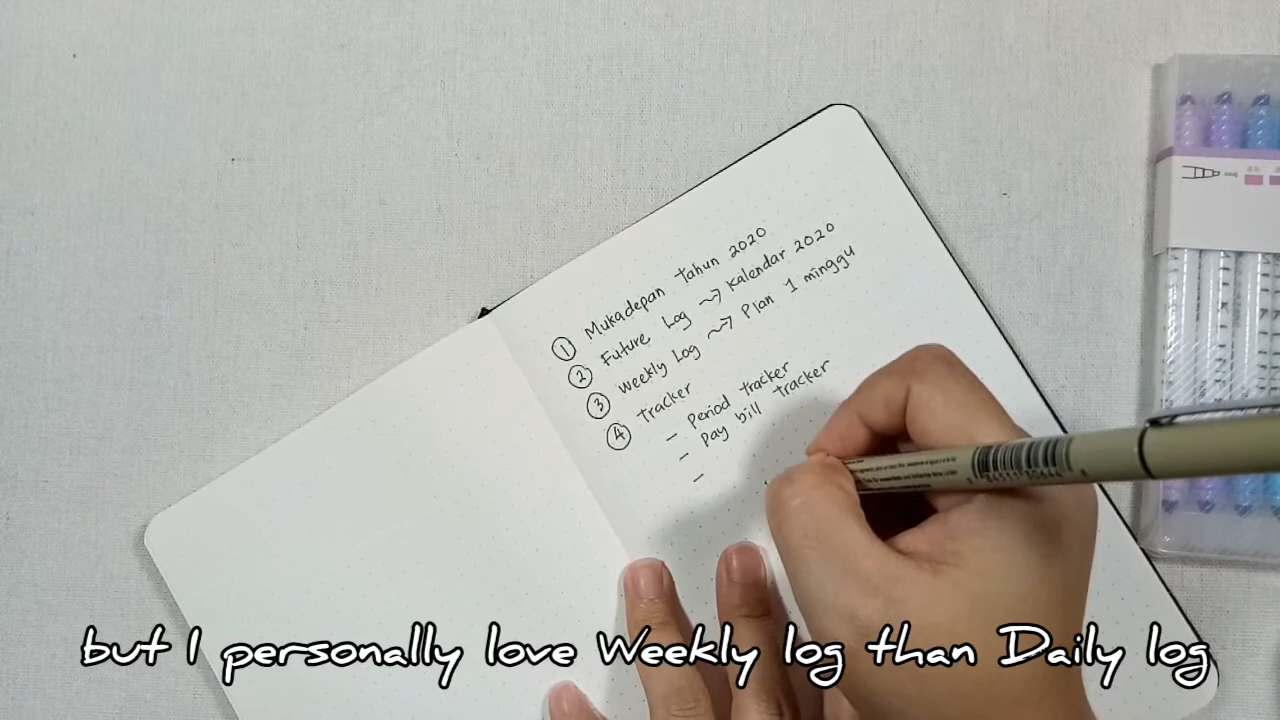 ① Mukadepan Tahun 2020
② Future Log ⇝ Kalendar 2020
③ Weekly Log ⇝ Plan 1 minggu
④ Tracker
– Period tracker
– Pay bill tracker
–
but I personally love Weekly log than Daily log